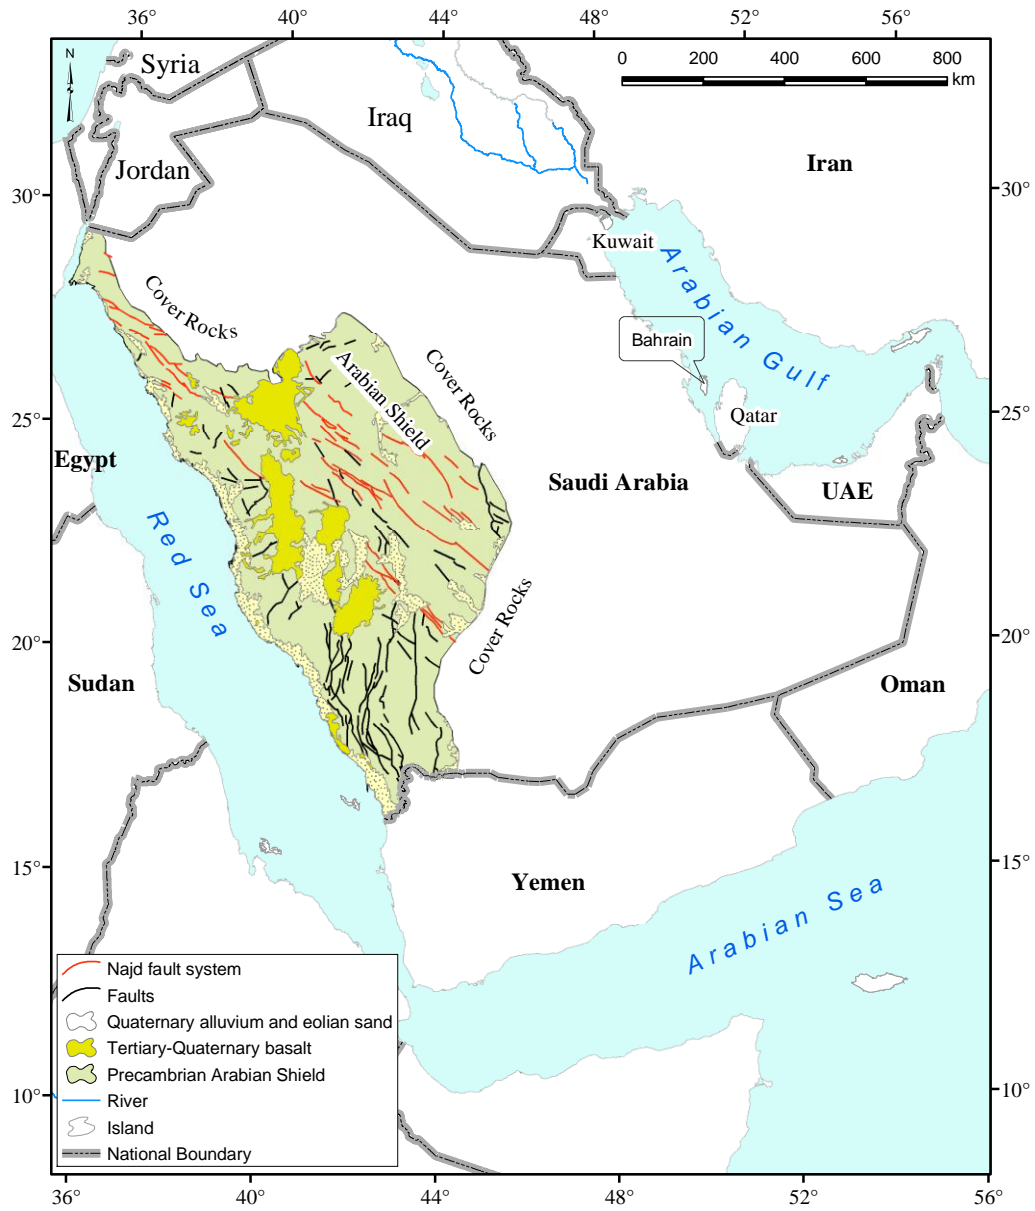 36° 40° 44° 48° 52° 56°
N
Syria
0 200 400 600 800
km
Iraq
Iran
Jordan
30° 30°
Kuwait
Arabian Gulf
Cover Rocks
Bahrain
Arabian Shield
Cover Rocks
Qatar
25° 25°
Egypt
Saudi Arabia
UAE
Red Sea
Cover Rocks
20° 20°
Sudan
Oman
15° 15°
Yemen
Arabian Sea
Najd fault system
Faults
Quaternary alluvium and eolian sand
Tertiary-Quaternary basalt
Precambrian Arabian Shield
River
Island
National Boundary
10° 10°
36° 40° 44° 48° 52° 56°